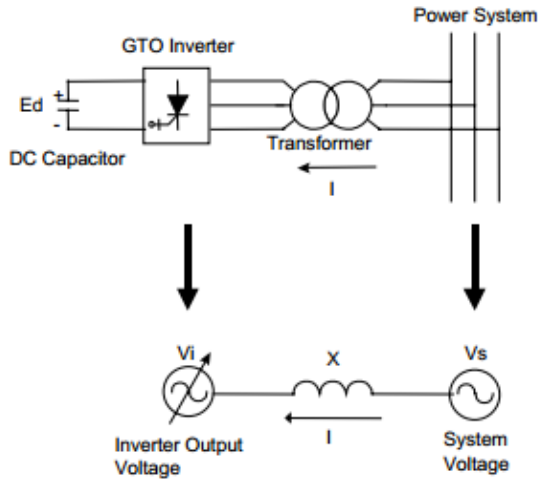 Power System
GTO Inverter
Ed
+
-
DC Capacitor
Transformer
I
Vi
X
Vs
I
Inverter Output
Voltage
System
Voltage